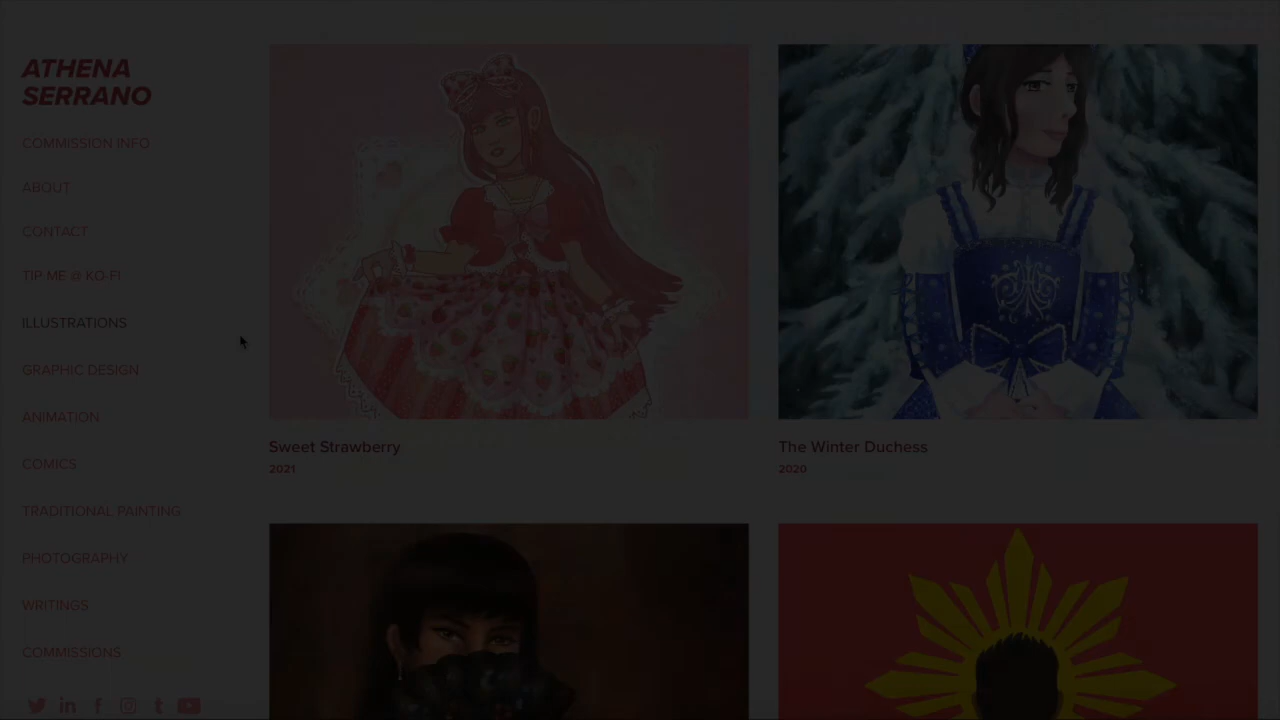 ATHENA
SERRANO
COMMISSION INFO
ABOUT
CONTACT
TIP ME @ KO-FI
ILLUSTRATIONS
GRAPHIC DESIGN
ANIMATION
COMICS
TRADITIONAL PAINTING
PHOTOGRAPHY
WRITINGS
COMMISSIONS
Sweet Strawberry
2021
The Winter Duchess
2020